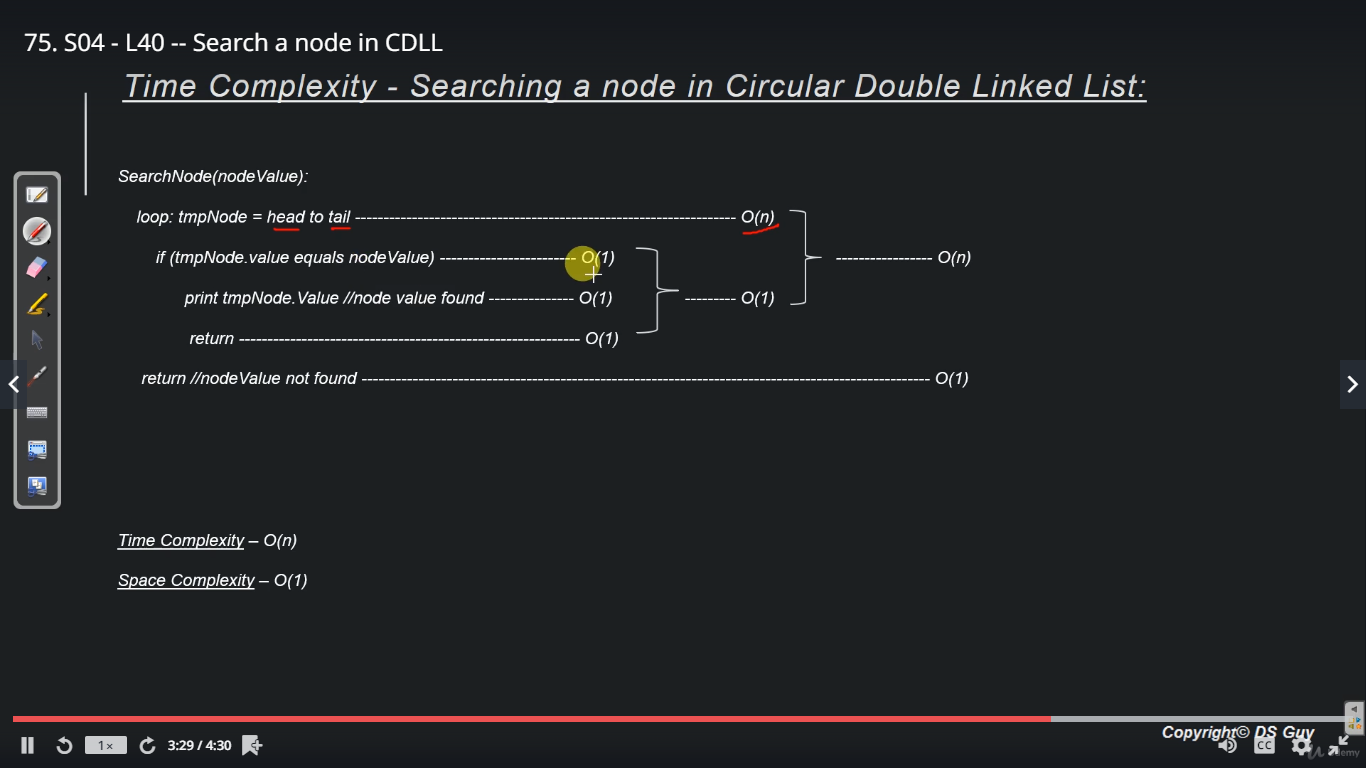 75. S04 - L40 -- Search a node in CDLL
Time Complexity - Searching a node in Circular Double Linked List:
SearchNode(nodeValue):
loop: tmpNode = head to tail ------------------------------------------------------------------- O(n)
if (tmpNode.value equals nodeValue) ------------------------ O(1) ----------------- O(n)
print tmpNode.Value //node value found --------------- O(1) --------- O(1)
return ------------------------------------------------------------ O(1)
return //nodeValue not found ---------------------------------------------------------------------------------------------------- O(1)
Time Complexity – O(n)
Space Complexity – O(1)
Copyright© DS Guy
1× 3:29 / 4:30 CC